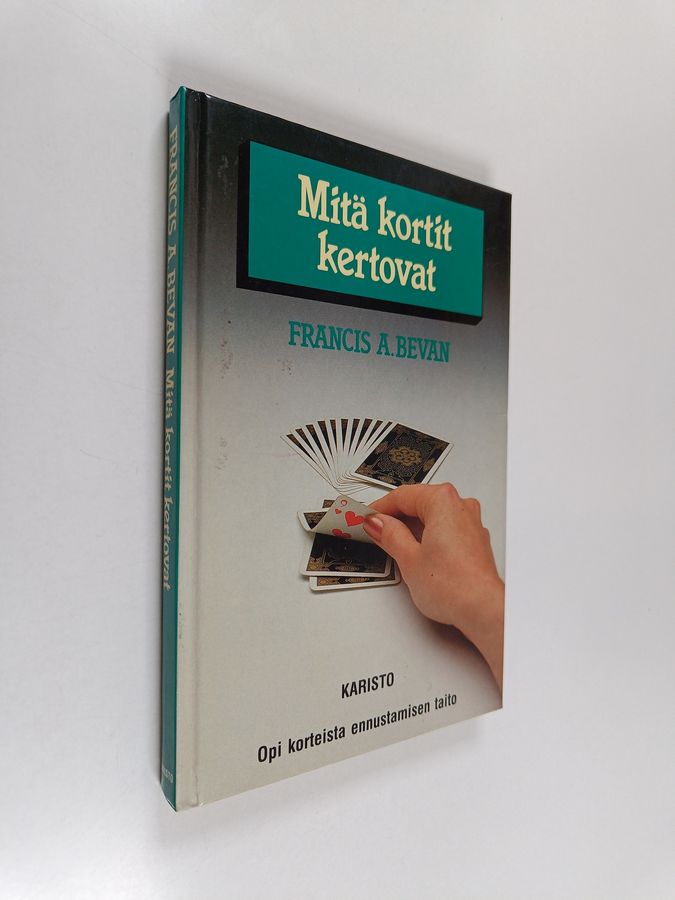 Mitä kortit
kertovat
FRANCIS A. BEVAN
KARISTO
Opi korteista ennustamisen taito
FRANCIS A. BEVAN Mitä kortit kertovat